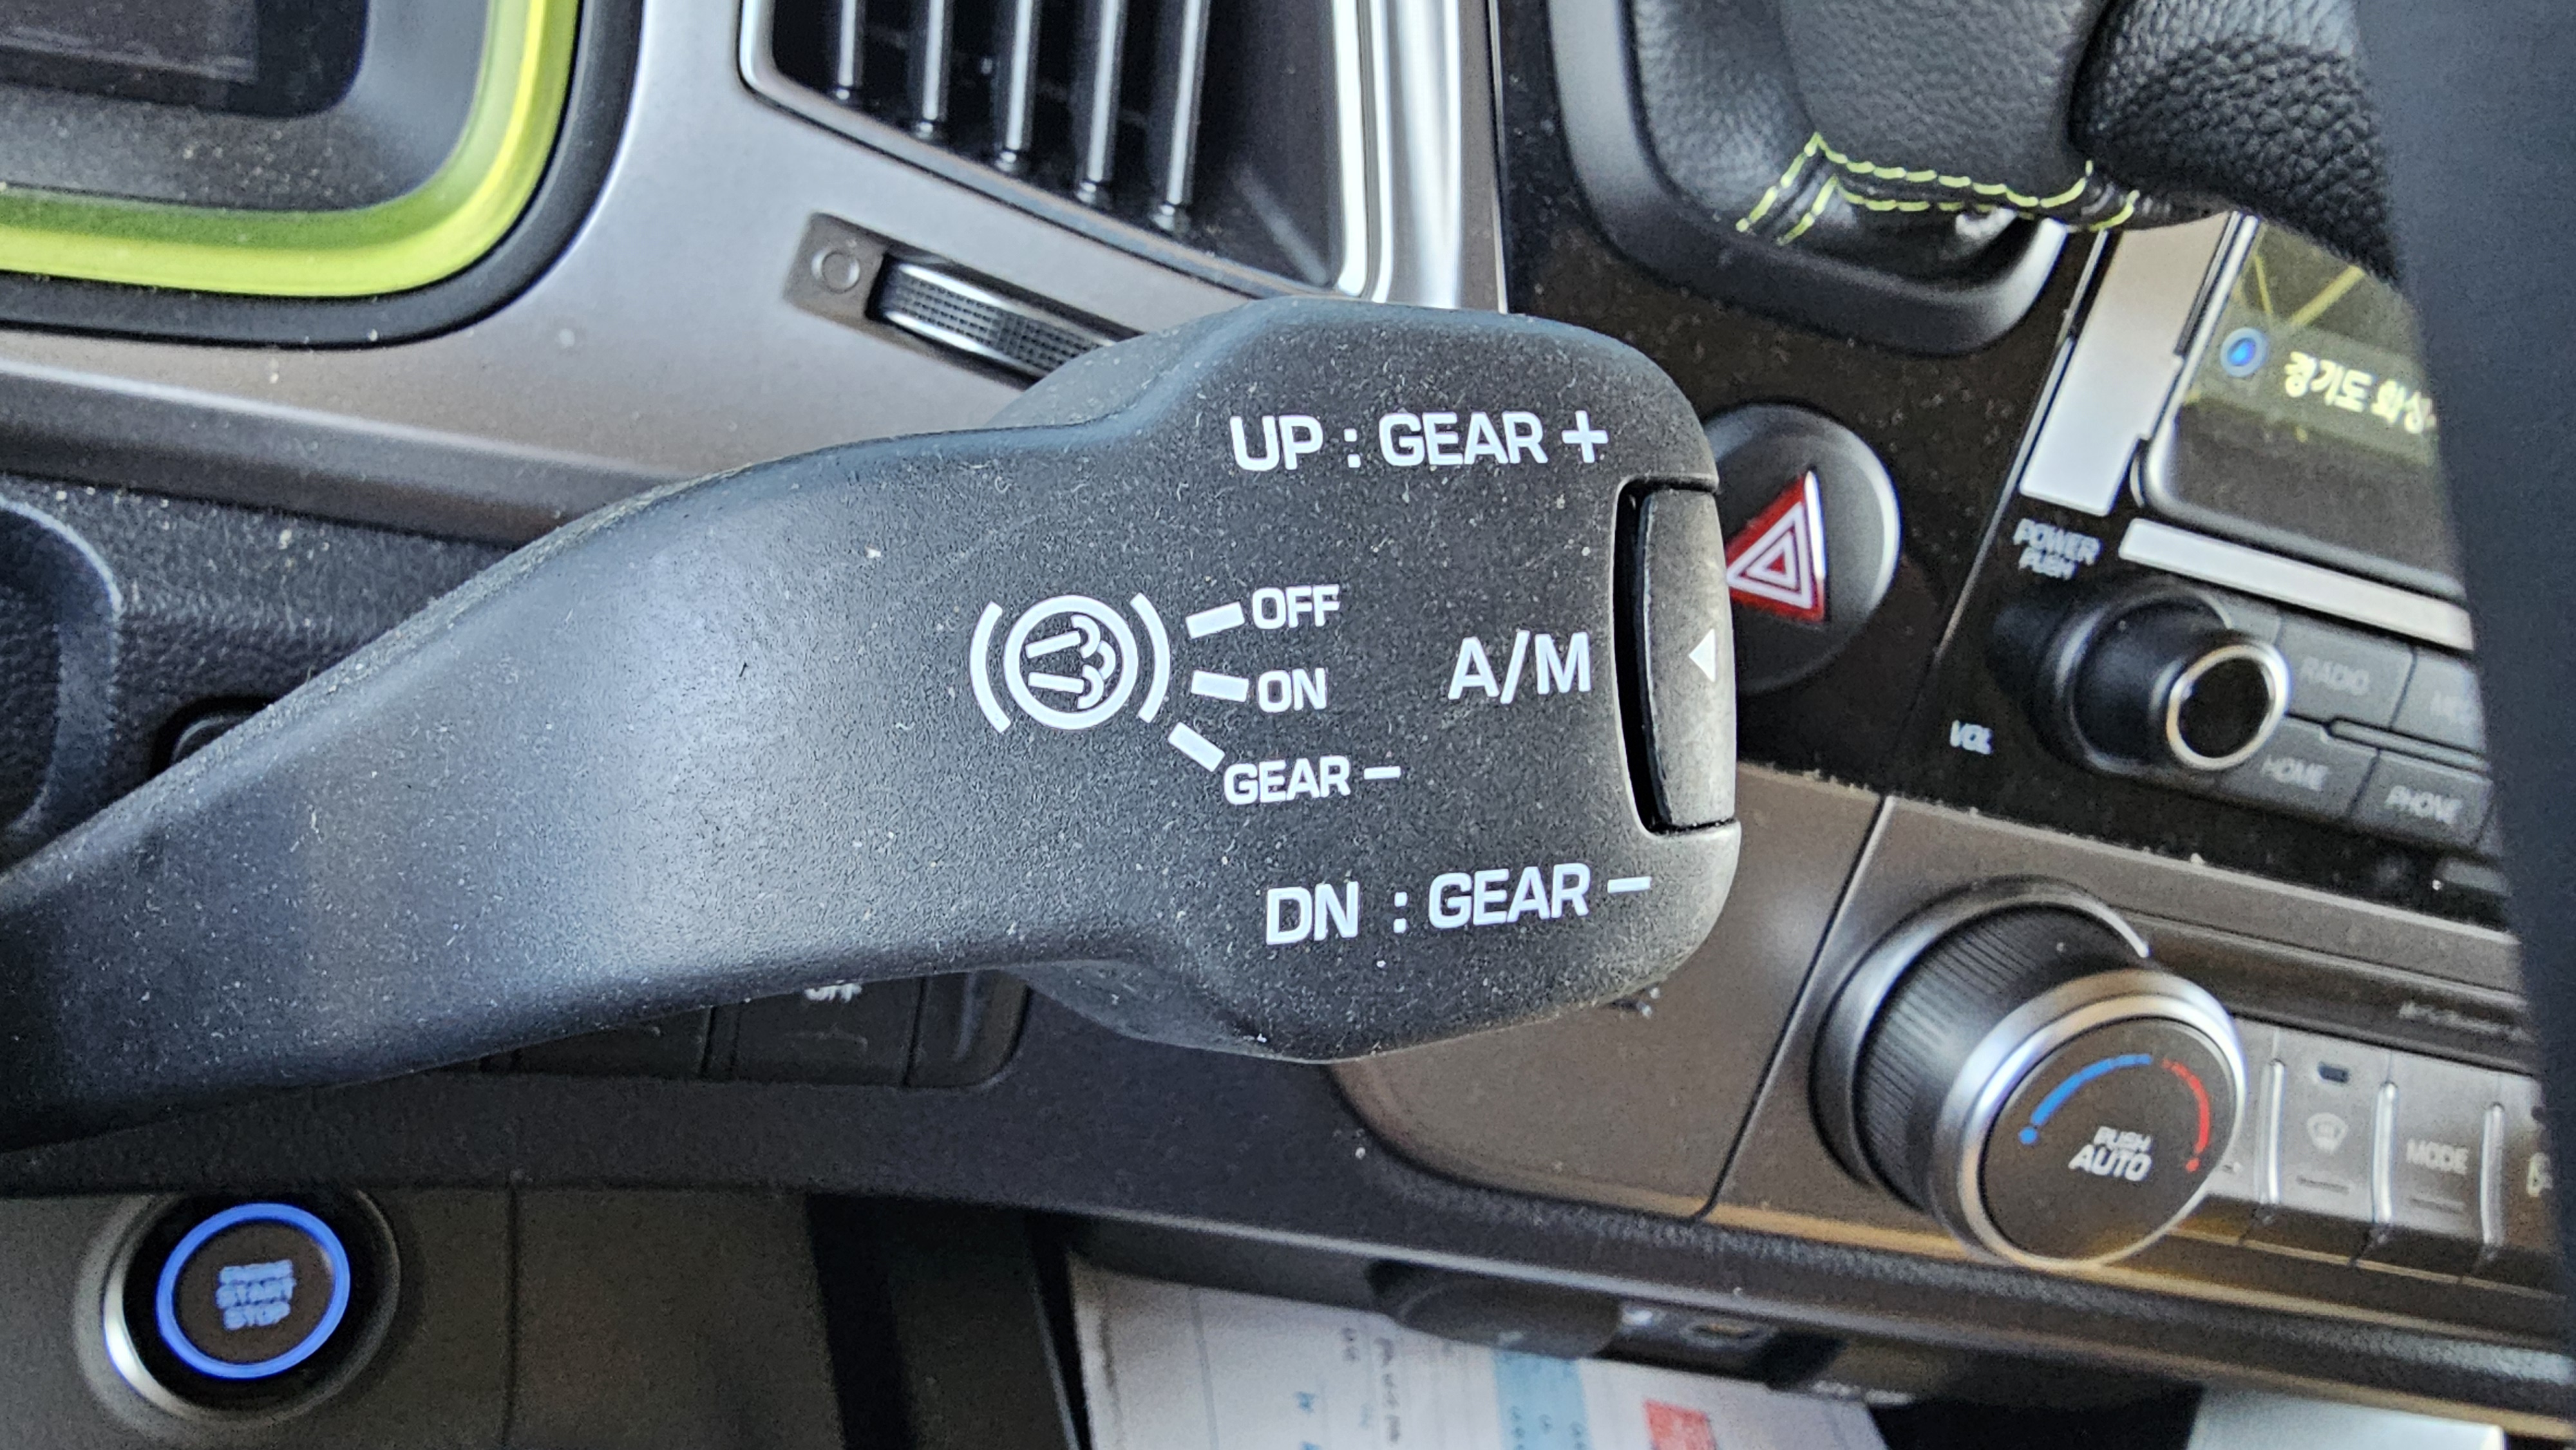 UP : GEAR +
OFF
ON
GEAR −
A/M
DN : GEAR −
경기도 화성
POWER
PUSH
VOL
RADIO
HOME
PHONE
OFF
PUSH
AUTO
MODE
ENGINE
START
STOP